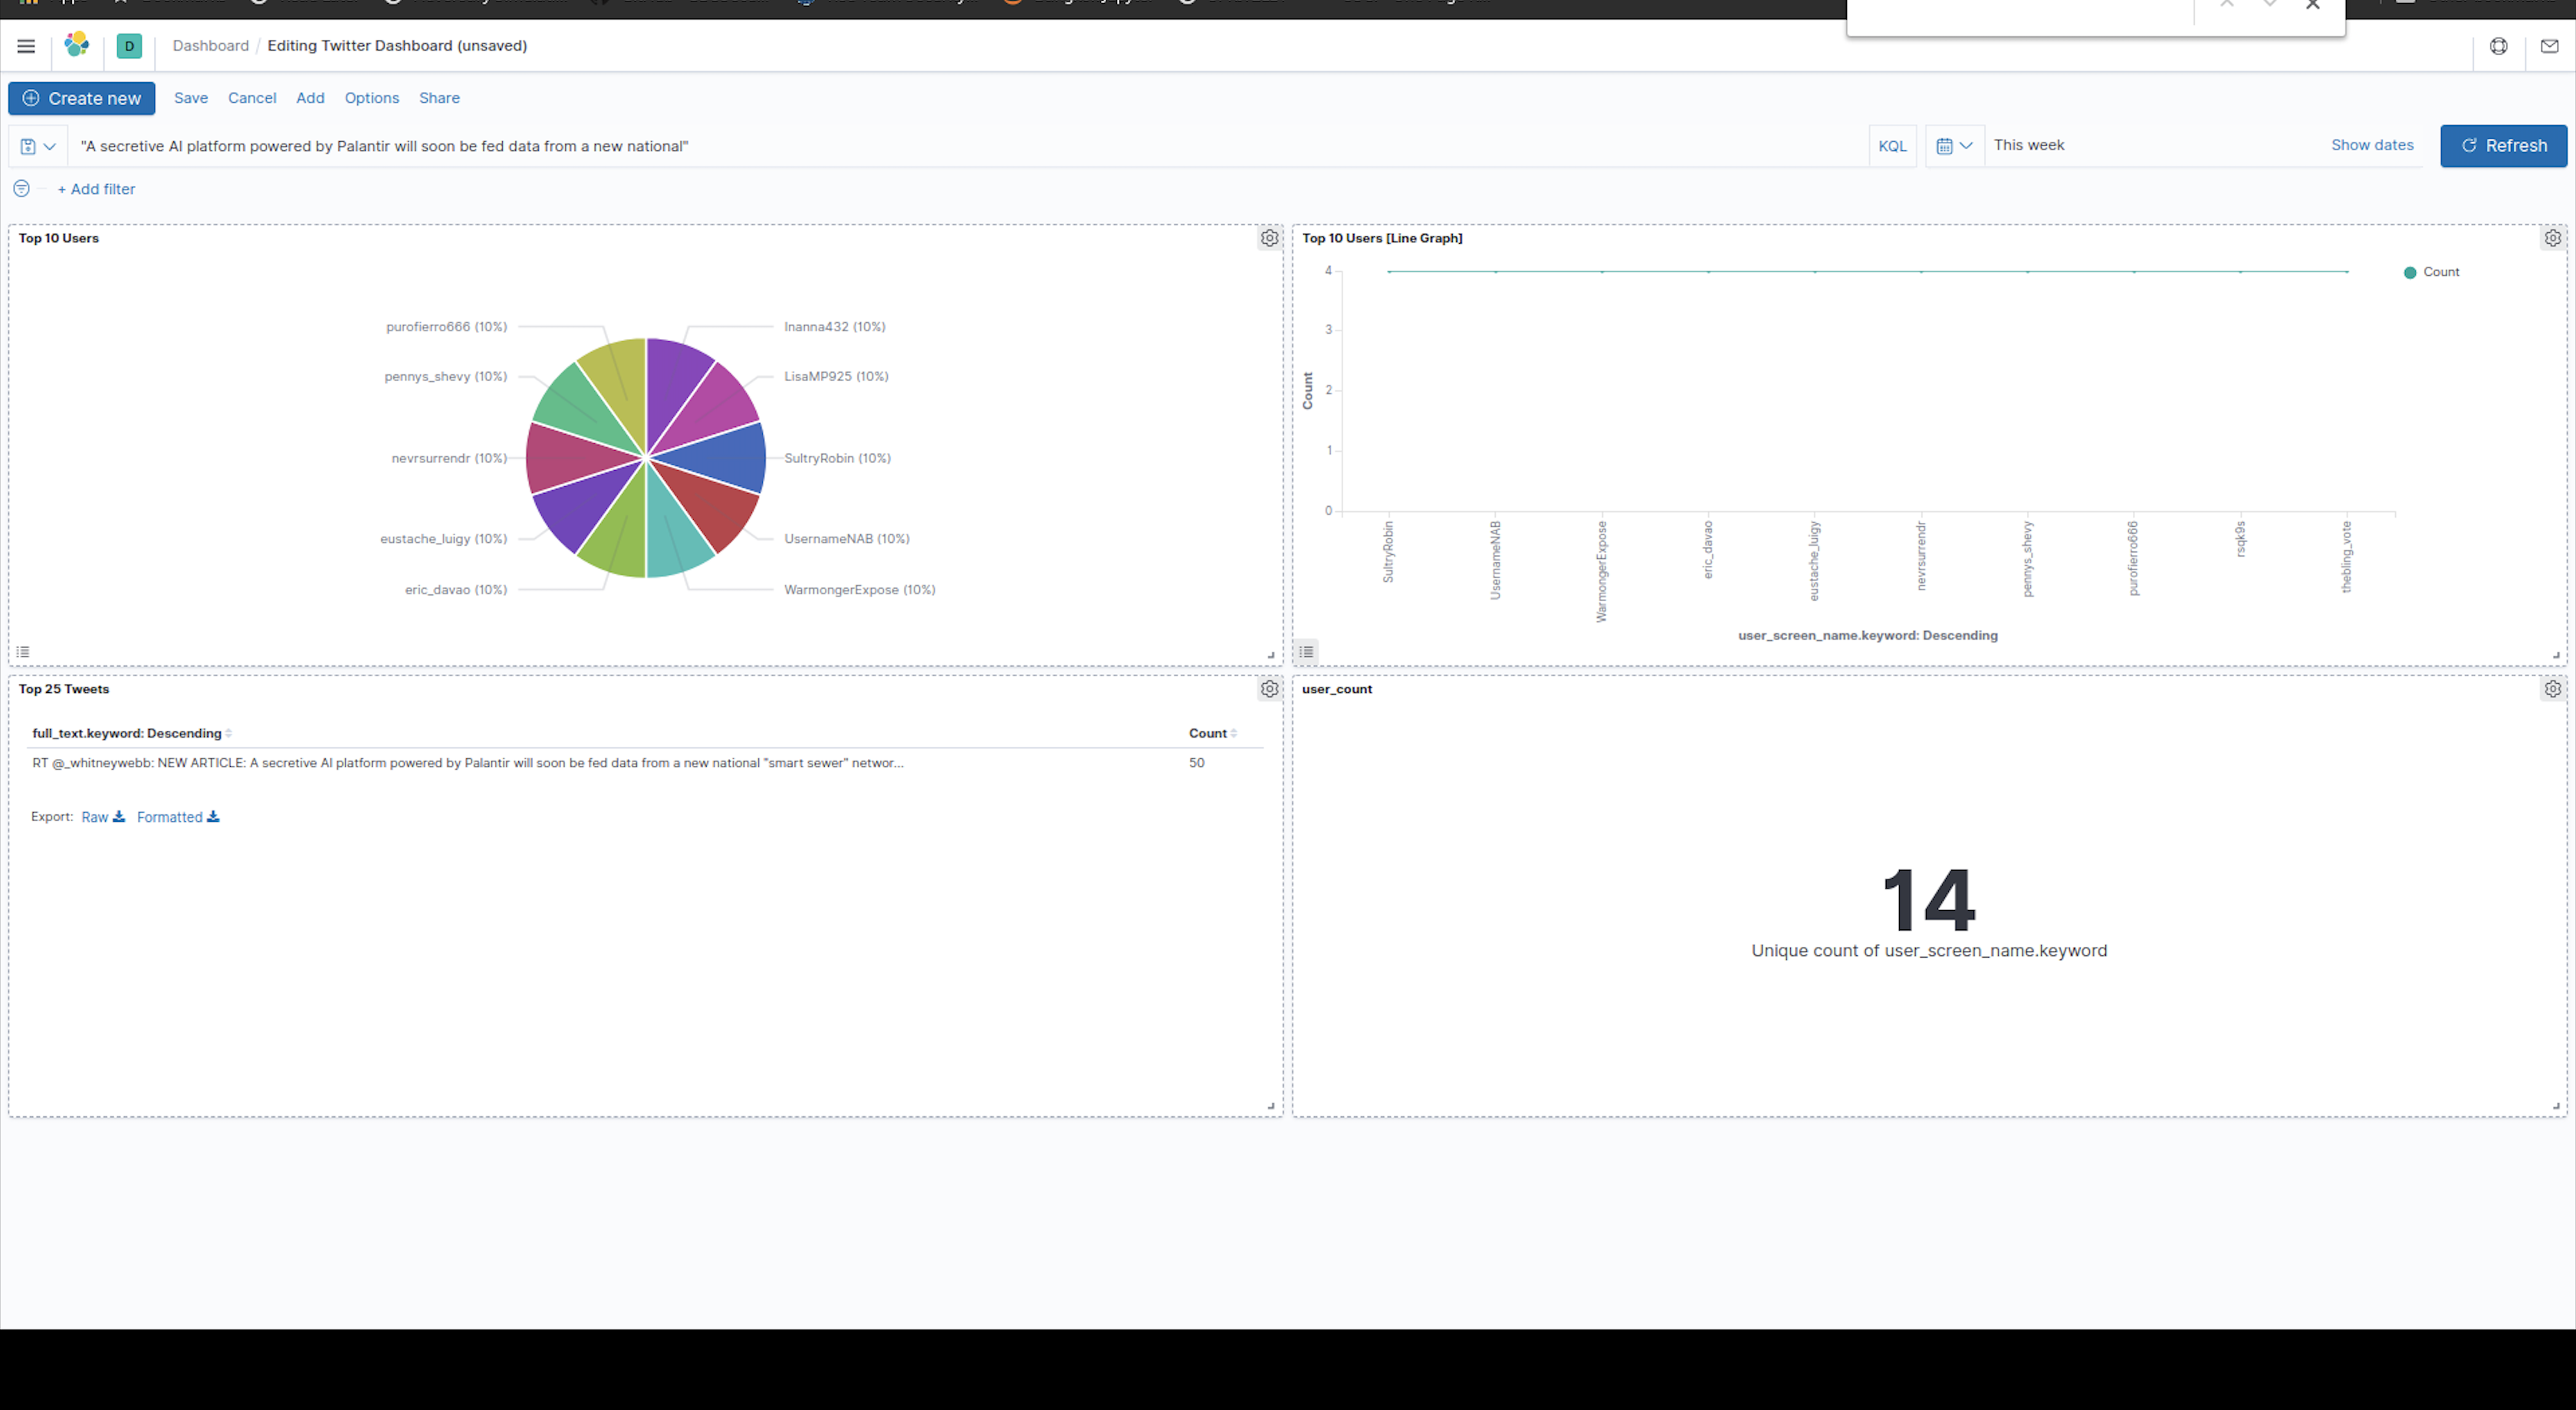 D
Dashboard / Editing Twitter Dashboard (unsaved)
Create new Save Cancel Add Options Share
"A secretive AI platform powered by Palantir will soon be fed data from a new national" KQL This week Show dates Refresh
+ Add filter
Top 10 Users
purofierro666 (10%) Inanna432 (10%)
pennys_shevy (10%) LisaMP925 (10%)
nevrsurrendr (10%) SultryRobin (10%)
eustache_luigy (10%) UsernameNAB (10%)
eric_davao (10%) WarmongerExpose (10%)
Top 10 Users [Line Graph]
4
3
2
1
0
Count
Count
SultryRobin
UsernameNAB
WarmongerExpose
eric_davao
eustache_luigy
nevrsurrendr
pennys_shevy
purofierro666
rsqk9s
thebling_vote
user_screen_name.keyword: Descending
Top 25 Tweets
full_text.keyword: Descending Count
RT @_whitneywebb: NEW ARTICLE: A secretive AI platform powered by Palantir will soon be fed data from a new national "smart sewer" networ... 50
Export: Raw Formatted
user_count
14
Unique count of user_screen_name.keyword